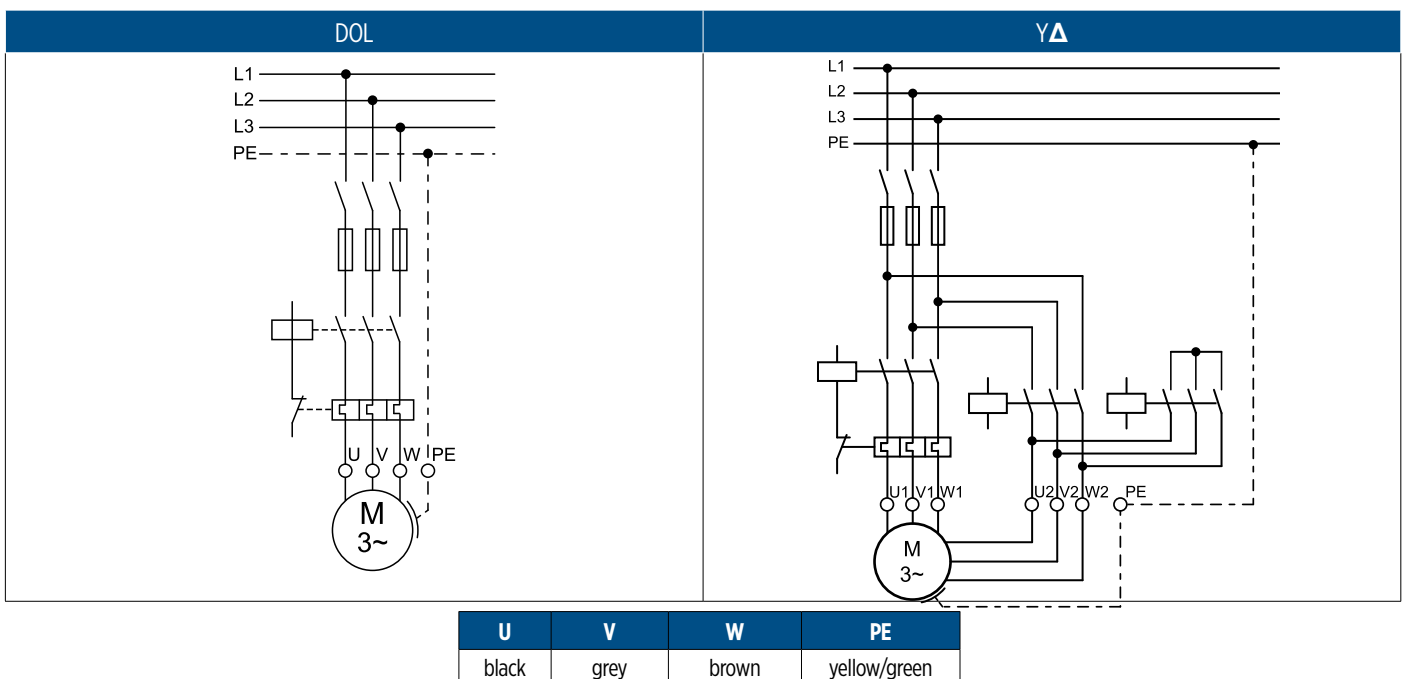 DOL
YΔ
L1
L2
L3
PE
U V W PE
M
3~
L1
L2
L3
PE
U1 V1 W1 U2 V2 W2 PE
M
3~
U V W PE
black grey brown yellow/green